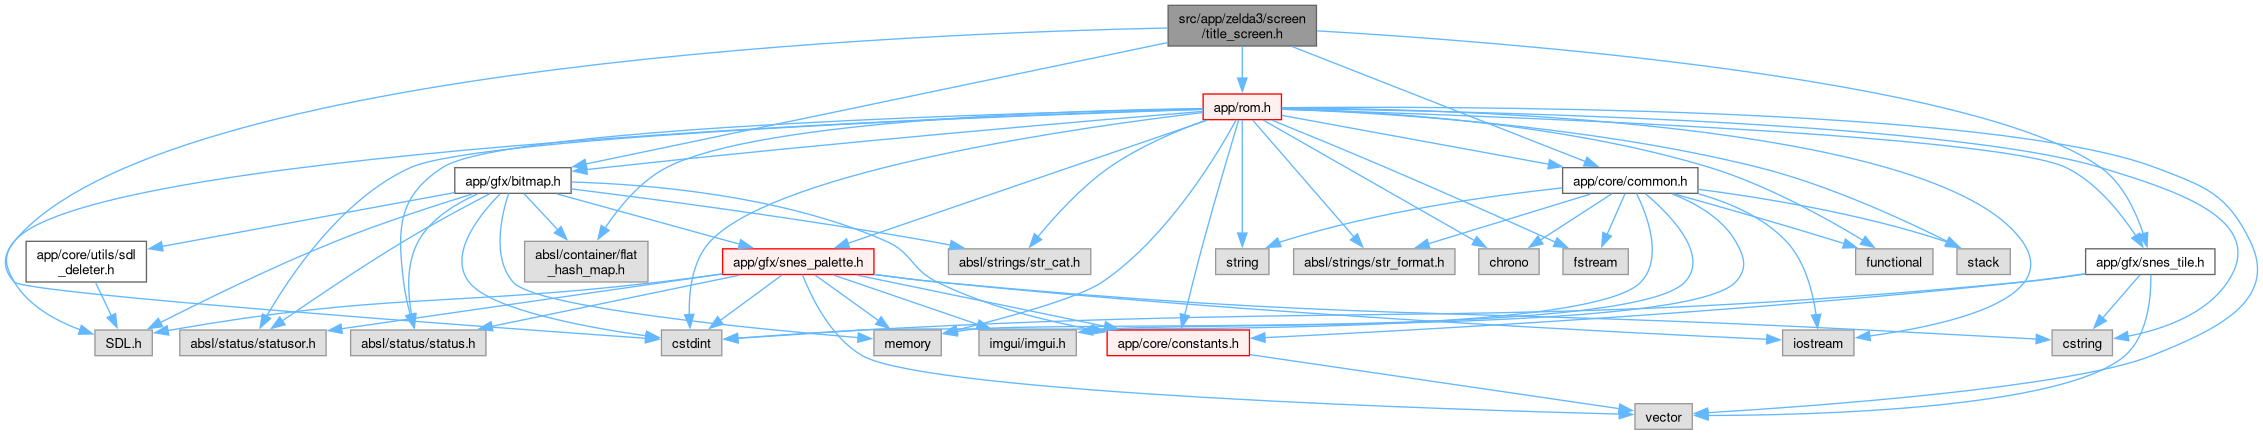 src/app/zelda3/screen
/title_screen.h
app/rom.h
app/gfx/bitmap.h
app/core/common.h
app/core/utils/sdl
_deleter.h
absl/container/flat
_hash_map.h
app/gfx/snes_palette.h
absl/strings/str_cat.h
string
absl/strings/str_format.h
chrono
fstream
functional
stack
app/gfx/snes_tile.h
SDL.h
absl/status/statusor.h
absl/status/status.h
cstdint
memory
imgui/imgui.h
app/core/constants.h
iostream
cstring
vector